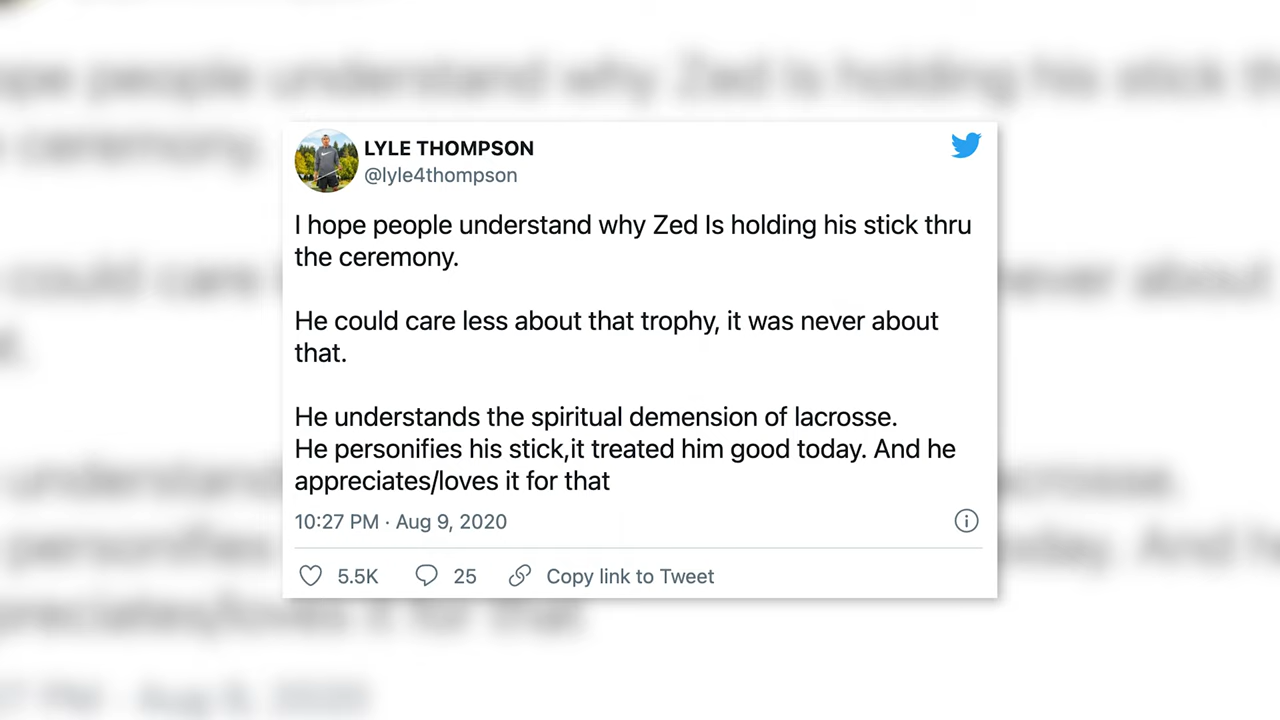 LYLE THOMPSON
@lyle4thompson
I hope people understand why Zed Is holding his stick thru
the ceremony.
He could care less about that trophy, it was never about
that.
He understands the spiritual demension of lacrosse.
He personifies his stick,it treated him good today. And he
appreciates/loves it for that
10:27 PM · Aug 9, 2020
5.5K 25 Copy link to Tweet